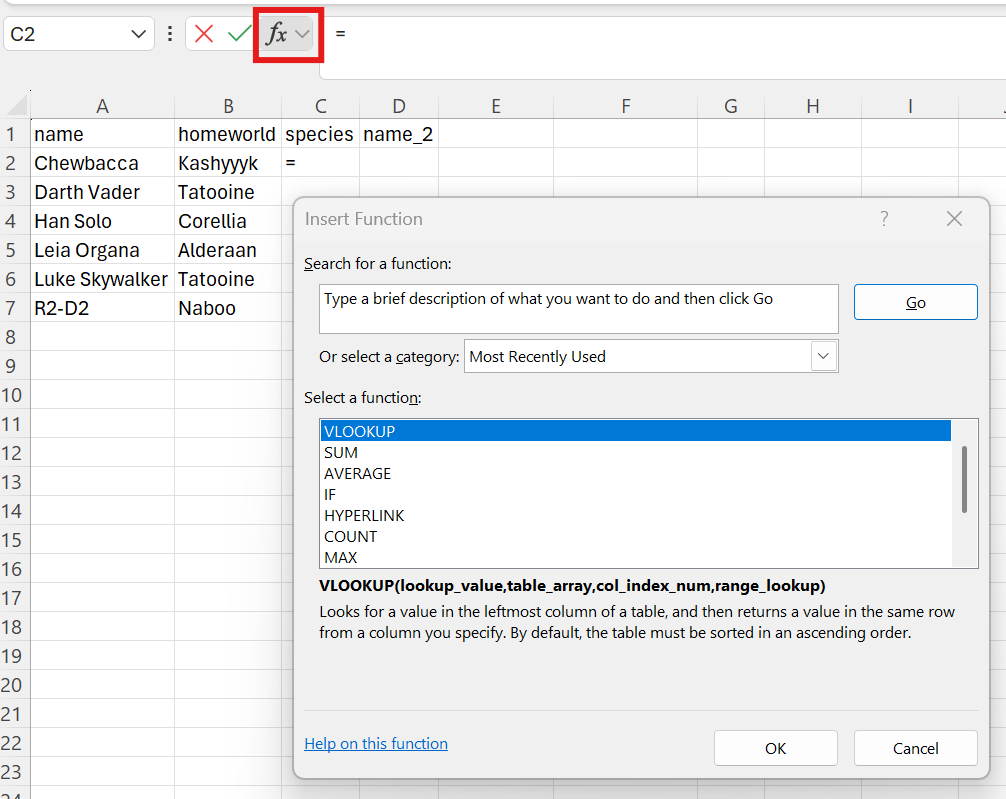 C2 fx =
A B C D E F G H I
1 name homeworld species name_2
2 Chewbacca Kashyyyk =
3 Darth Vader Tatooine
4 Han Solo Corellia
5 Leia Organa Alderaan
6 Luke Skywalker Tatooine
7 R2-D2 Naboo
8
9
10
11
12
13
14
15
16
17
18
19
20
21
22
23
24
Insert Function ?
Search for a function:
Type a brief description of what you want to do and then click Go
Go
Or select a category: Most Recently Used
Select a function:
VLOOKUP
SUM
AVERAGE
IF
HYPERLINK
COUNT
MAX
VLOOKUP(lookup_value,table_array,col_index_num,range_lookup)
Looks for a value in the leftmost column of a table, and then returns a value in the same row
from a column you specify. By default, the table must be sorted in an ascending order.
Help on this function
OK Cancel